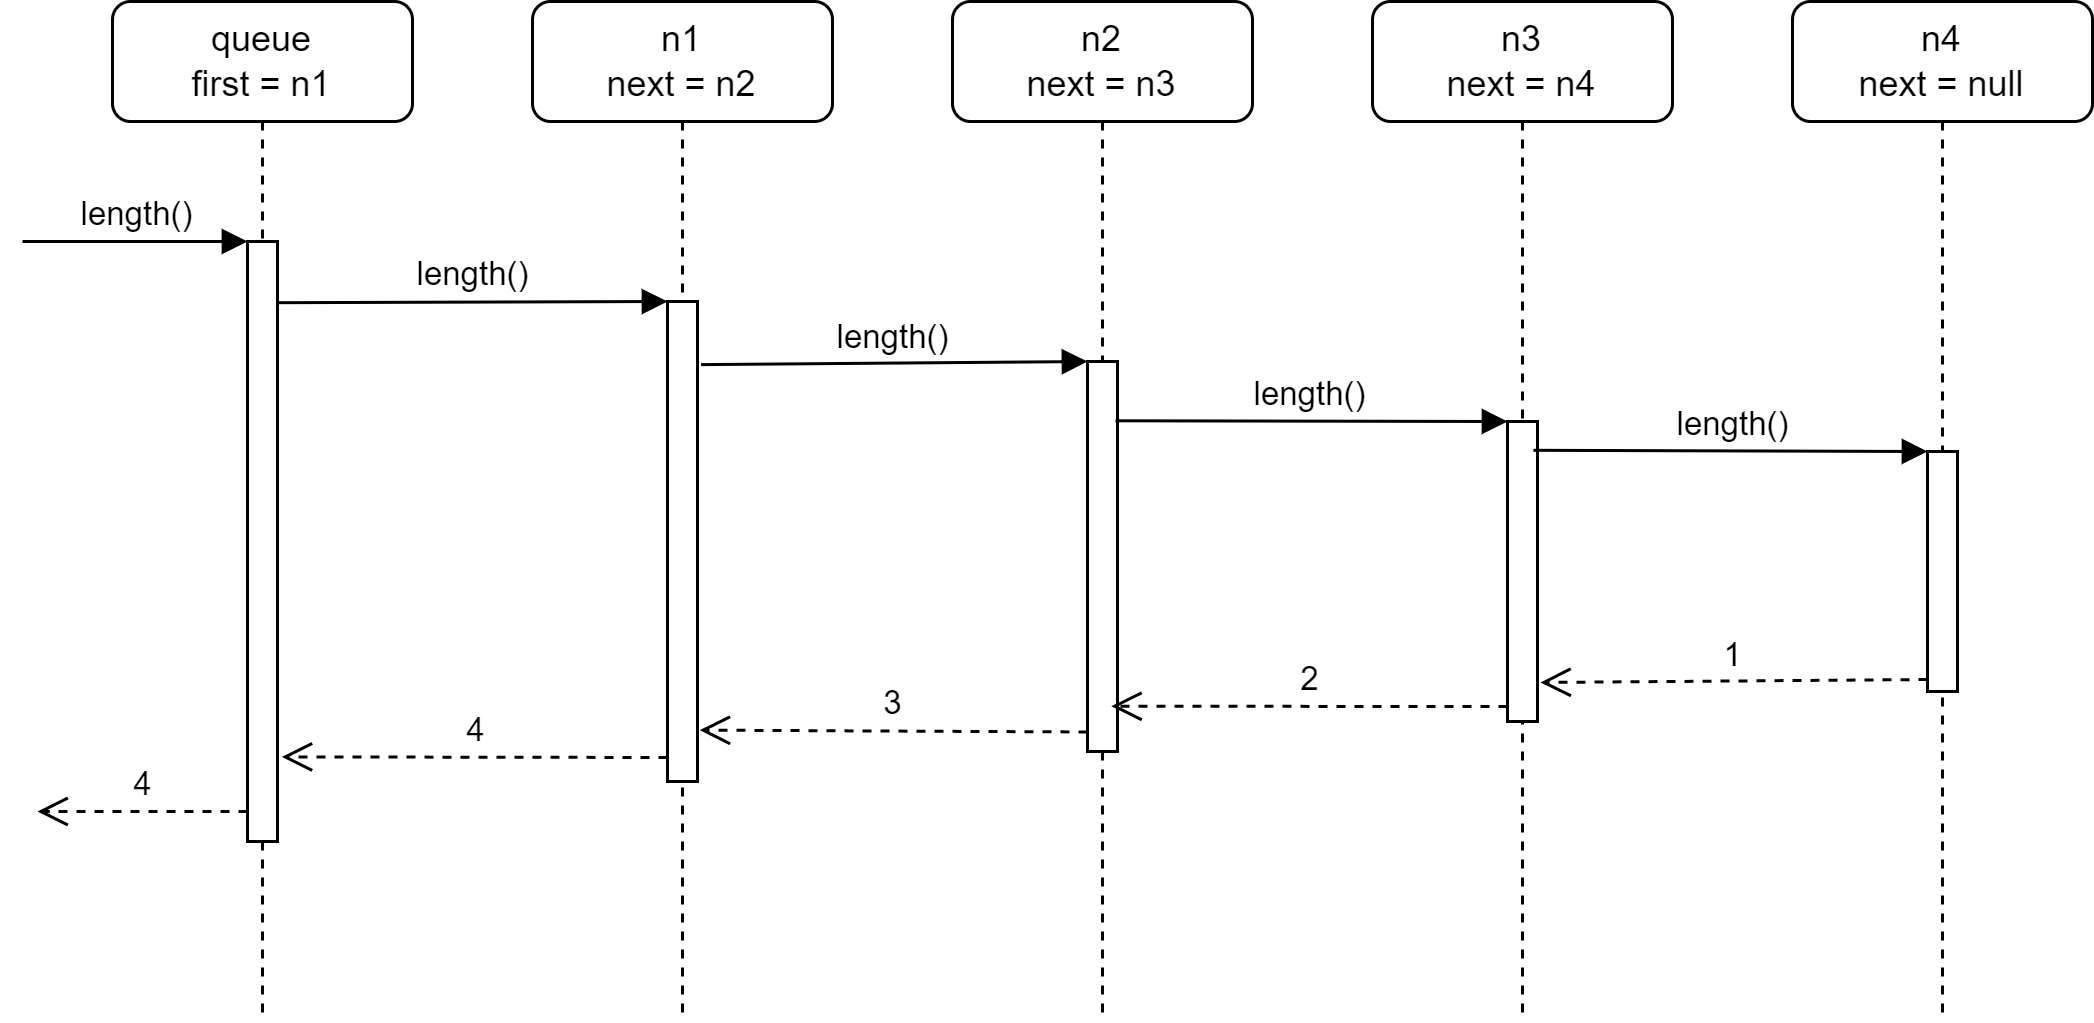 queue
first = n1
n1
next = n2
n2
next = n3
n3
next = n4
n4
next = null
length()
length()
length()
length()
length()
1
2
3
4
4